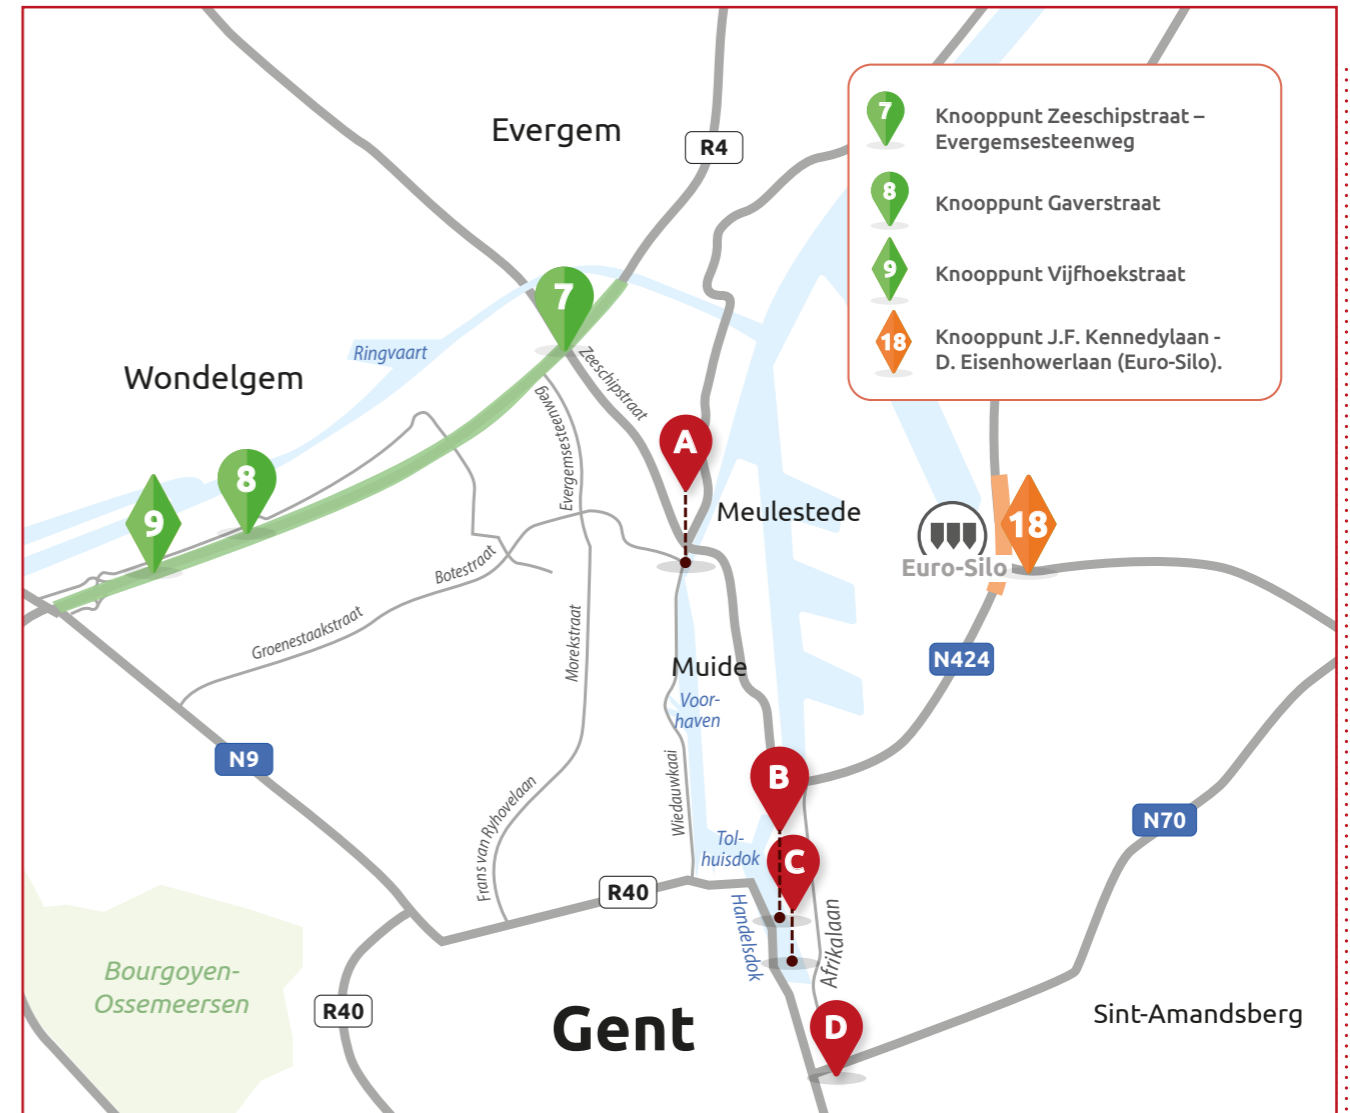 Evergem
R4
7
Knooppunt Zeeschipstraat –
Evergemsesteenweg
8
Knooppunt Gaverstraat
9
Knooppunt Vijfhoekstraat
18
Knooppunt J.F. Kennedylaan -
D. Eisenhowerlaan (Euro-Silo).
7
Ringvaart
Wondelgem
Zeeschipstraat
Evergemsesteenweg
A
8
9
Meulestede
18
Euro-Silo
Botestraat
Groenestaakstraat
Morekstraat
Muide
N424
Voor-
haven
N9
Wiedauwkaai
B
N70
Frans van Ryhovelaan
Tol-
huisdok
C
R40
Handelsdok
Afrikalaan
Bourgoyen-
Ossemeersen
R40
Gent
D
Sint-Amandsberg